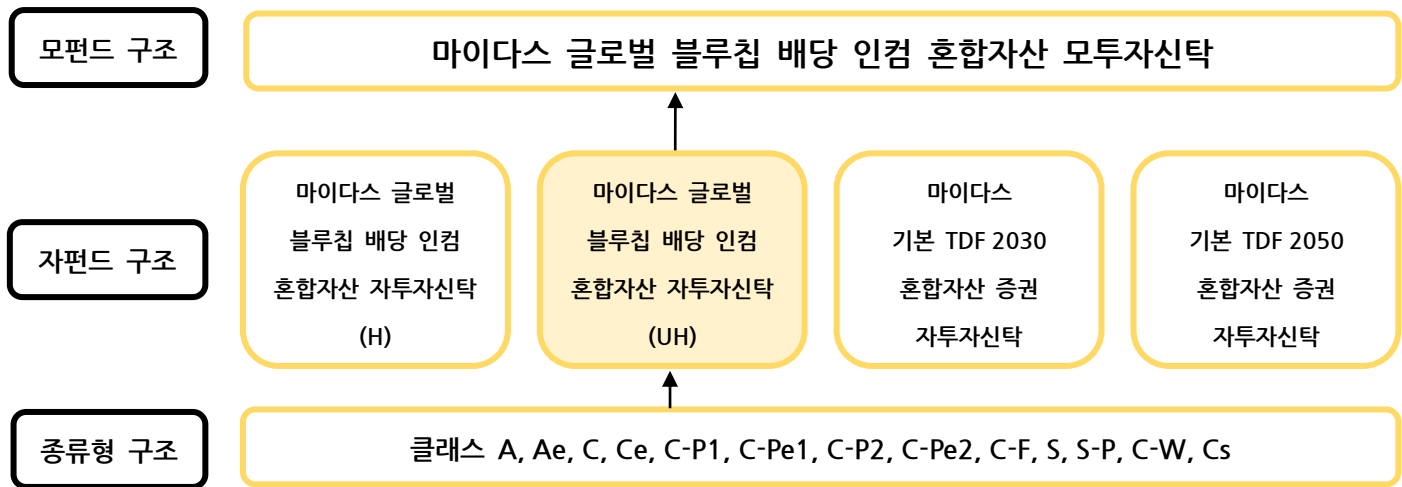 모펀드 구조
마이다스 글로벌 블루칩 배당 인컴 혼합자산 모투자신탁
자펀드 구조
마이다스 글로벌
블루칩 배당 인컴
혼합자산 자투자신탁
(H)
마이다스 글로벌
블루칩 배당 인컴
혼합자산 자투자신탁
(UH)
마이다스
기본 TDF 2030
혼합자산 증권
자투자신탁
마이다스
기본 TDF 2050
혼합자산 증권
자투자신탁
종류형 구조
클래스 A, Ae, C, Ce, C-P1, C-Pe1, C-P2, C-Pe2, C-F, S, S-P, C-W, Cs